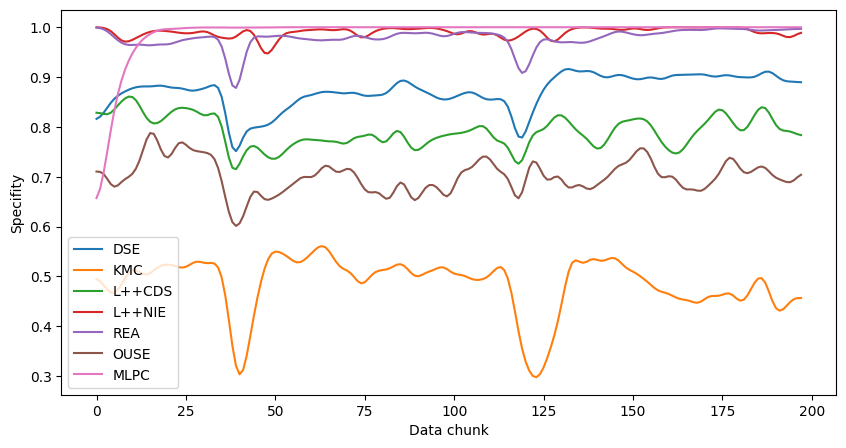 1.0
0.9
0.8
0.7
0.6
0.5
0.4
0.3
Specifity
DSE
KMC
L++CDS
L++NIE
REA
OUSE
MLPC
0 25 50 75 100 125 150 175 200
Data chunk